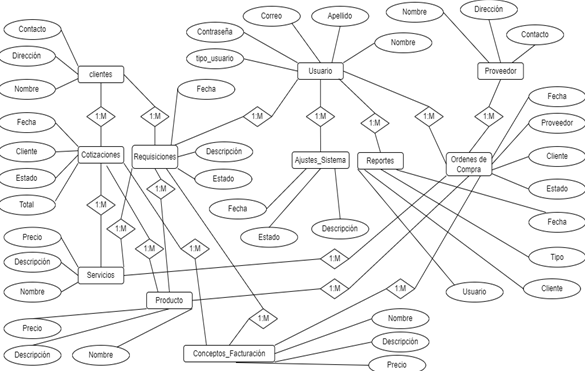 Correo
Apellido
Nombre
Dirección
Contacto
Contraseña
Contacto
Nombre
Dirección
tipo_usuario
clientes
Usuario
Proveedor
Nombre
Fecha
Fecha
1:M
1:M
1:M
1:M
1:M
1:M
1:M
Fecha
Proveedor
Cliente
Cotizaciones
Requisiciones
Descripción
Ajustes_Sistema
Reportes
Ordenes de
Compra
Cliente
Estado
Estado
1:M
Estado
Total
1:M
Fecha
Descripción
Fecha
1:M
Precio
Estado
1:M
1:M
1:M
Tipo
Descripción
Servicios
Nombre
1:M
1:M
Usuario
Cliente
Producto
Precio
1:M
Nombre
Descripción
Nombre
Conceptos_Facturación
Descripción
Precio